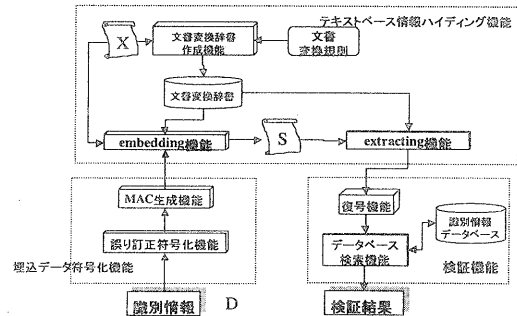 テキストベース情報ハイディング機能
X
文書変換辞書
作成機能
文書
変換規則
文書変換辞書
embedding機能
S
extracting機能
MAC生成機能
復号機能
誤り訂正符号化機能
データベース
検索機能
識別情報
データベース
埋込データ符号化機能
検証機能
識別情報
D
検証結果